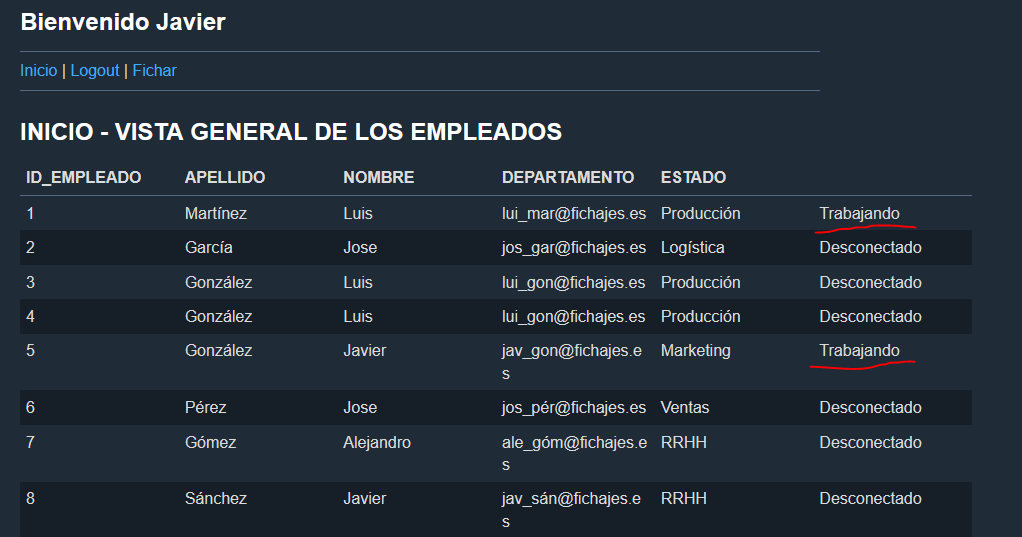 Bienvenido Javier
Inicio | Logout | Fichar
INICIO - VISTA GENERAL DE LOS EMPLEADOS
ID_EMPLEADO APELLIDO NOMBRE DEPARTAMENTO ESTADO
1 Martínez Luis lui_mar@fichajes.es Producción Trabajando
2 García Jose jos_gar@fichajes.es Logística Desconectado
3 González Luis lui_gon@fichajes.es Producción Desconectado
4 González Luis lui_gon@fichajes.es Producción Desconectado
5 González Javier jav_gon@fichajes.e Marketing Trabajando
s
6 Pérez Jose jos_pér@fichajes.es Ventas Desconectado
7 Gómez Alejandro ale_góm@fichajes.e RRHH Desconectado
s
8 Sánchez Javier jav_sán@fichajes.e RRHH Desconectado
s